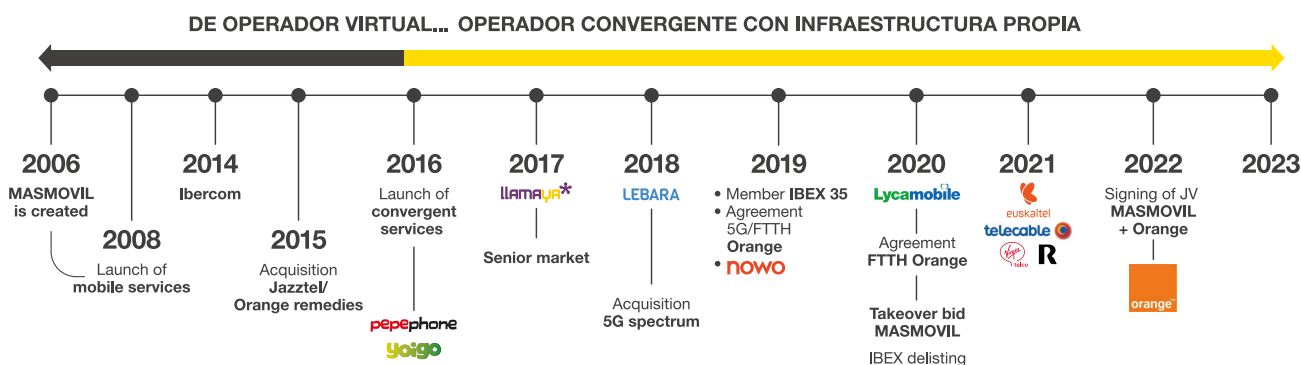 DE OPERADOR VIRTUAL... OPERADOR CONVERGENTE CON INFRAESTRUCTURA PROPIA
2006
MASMOVIL
is created
2008
Launch of
mobile services
2014
Ibercom
2015
Acquisition
Jazztel/
Orange remedies
2016
Launch of
convergent
services
pepephone
yoigo
2017
llamaya*
Senior market
2018
LEBARA
Acquisition
5G spectrum
2019
• Member IBEX 35
• Agreement
5G/FTTH
Orange
• nowo
2020
Lycamobile
Agreement
FTTH Orange
Takeover bid
MASMOVIL
IBEX delisting
2021
euskaltel
telecable
Virgin
telco
R
2022
Signing of JV
MASMOVIL
+ Orange
orange™
2023